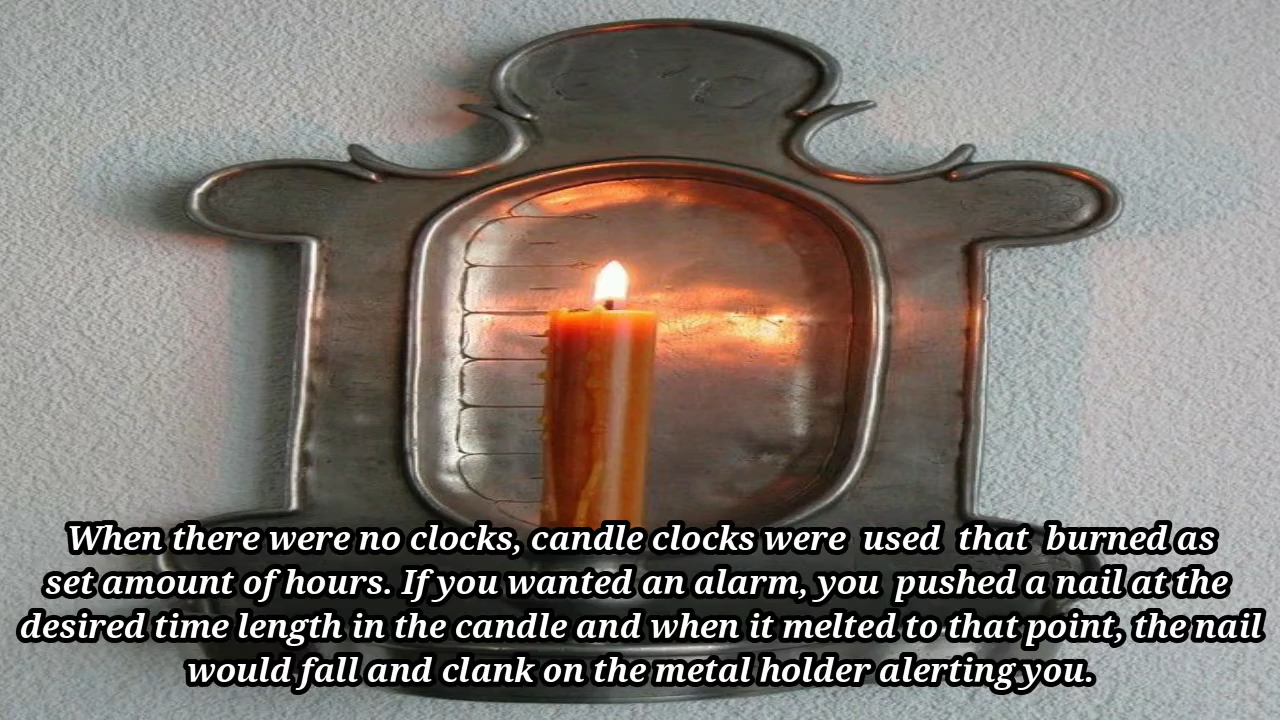 When there were no clocks, candle clocks were used that burned as
set amount of hours. If you wanted an alarm, you pushed a nail at the
desired time length in the candle and when it melted to that point, the nail
would fall and clank on the metal holder alerting you.